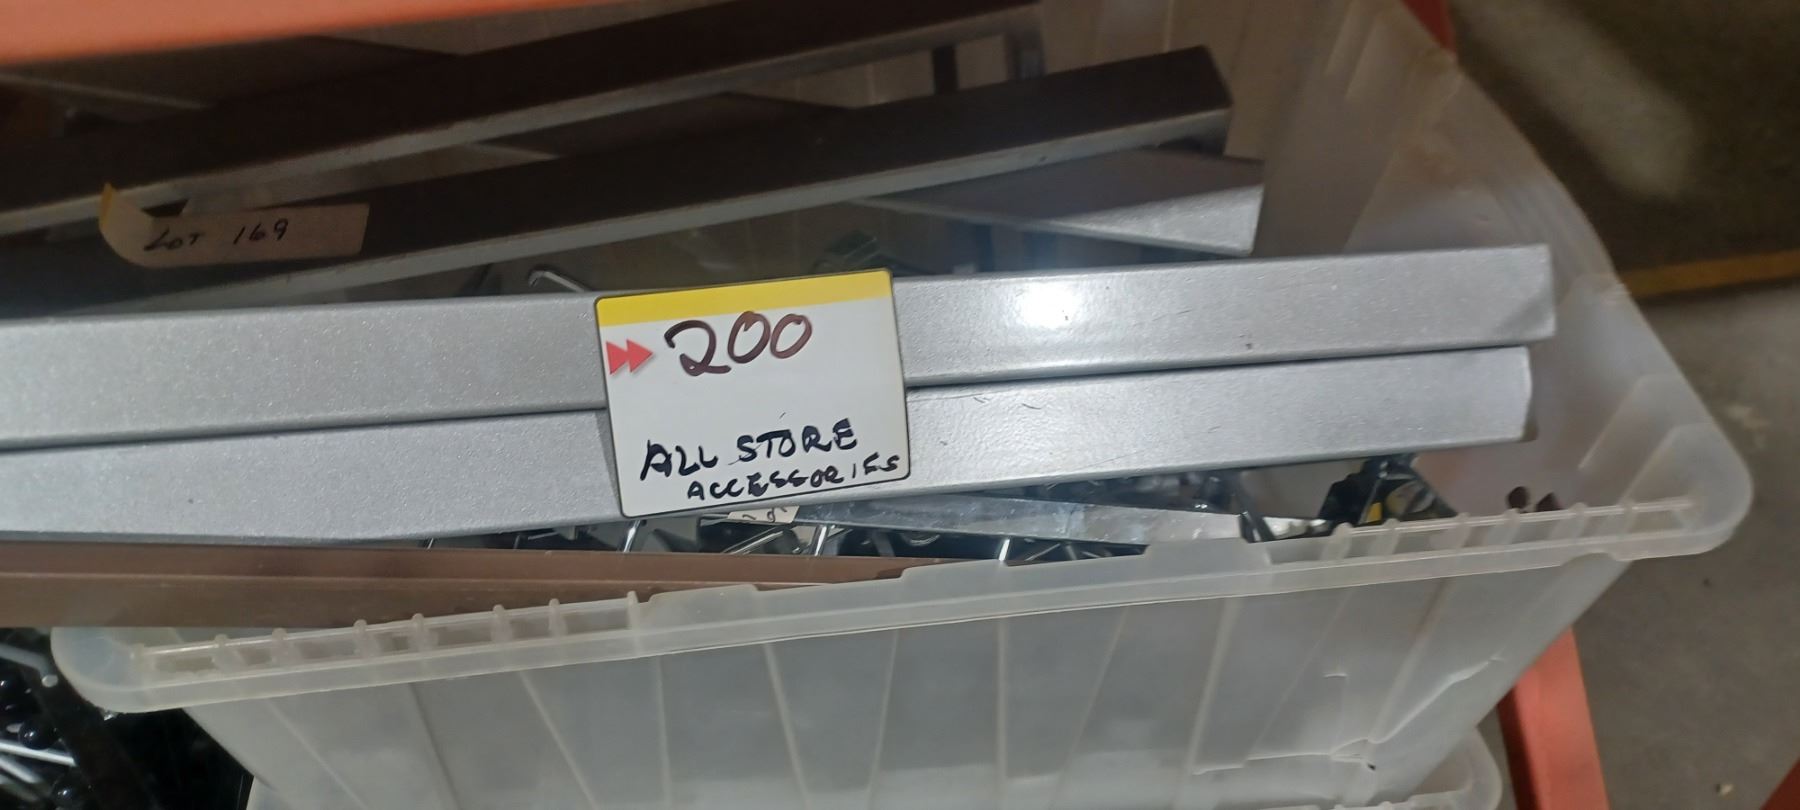 LOT 169
200
ALL STORE
ACCESSORIES